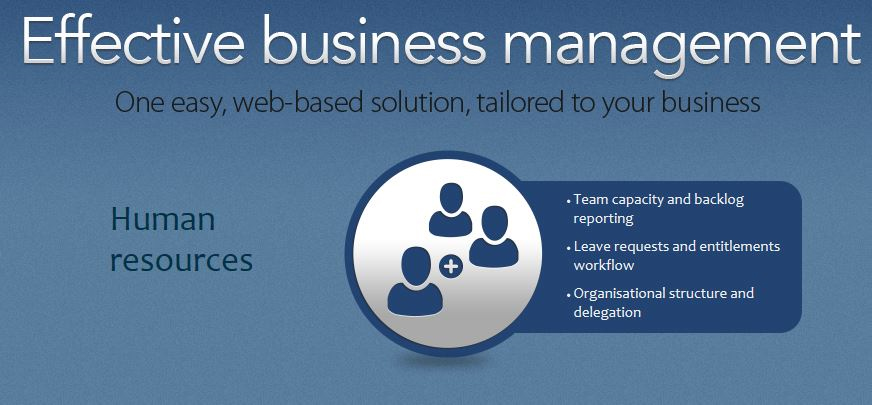 Effective business management
One easy, web-based solution, tailored to your business
Human
resources
• Team capacity and backlog
reporting
• Leave requests and entitlements
workflow
• Organisational structure and
delegation